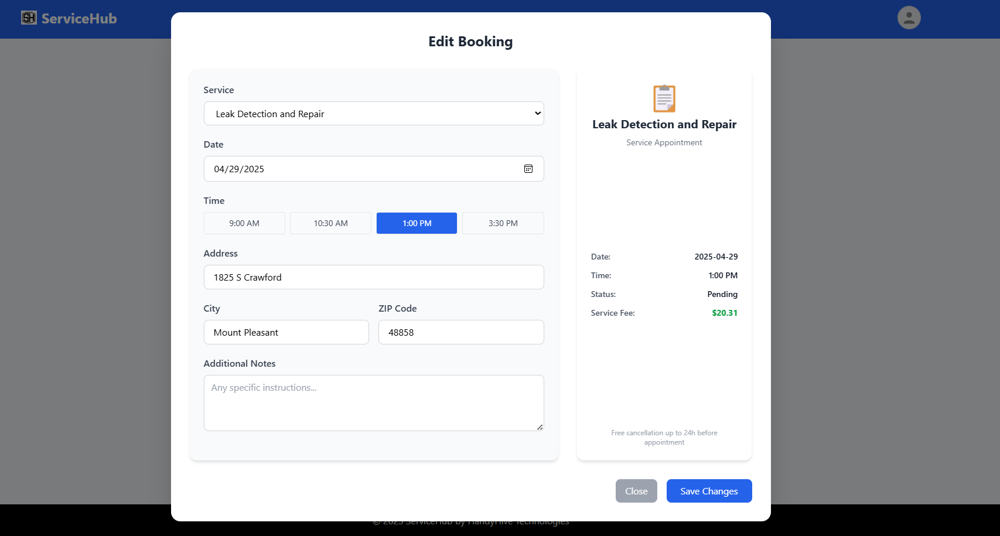 SH ServiceHub
Edit Booking
Service
Leak Detection and Repair
Date
04/29/2025
Time
9:00 AM
10:30 AM
1:00 PM
3:30 PM
Address
1825 S Crawford
City
ZIP Code
Mount Pleasant
48858
Additional Notes
Any specific instructions...
Leak Detection and Repair
Service Appointment
Date: 2025-04-29
Time: 1:00 PM
Status: Pending
Service Fee: $20.31
Free cancellation up to 24h before
appointment
Close
Save Changes
© 2025 ServiceHub by HandyHive Technologies